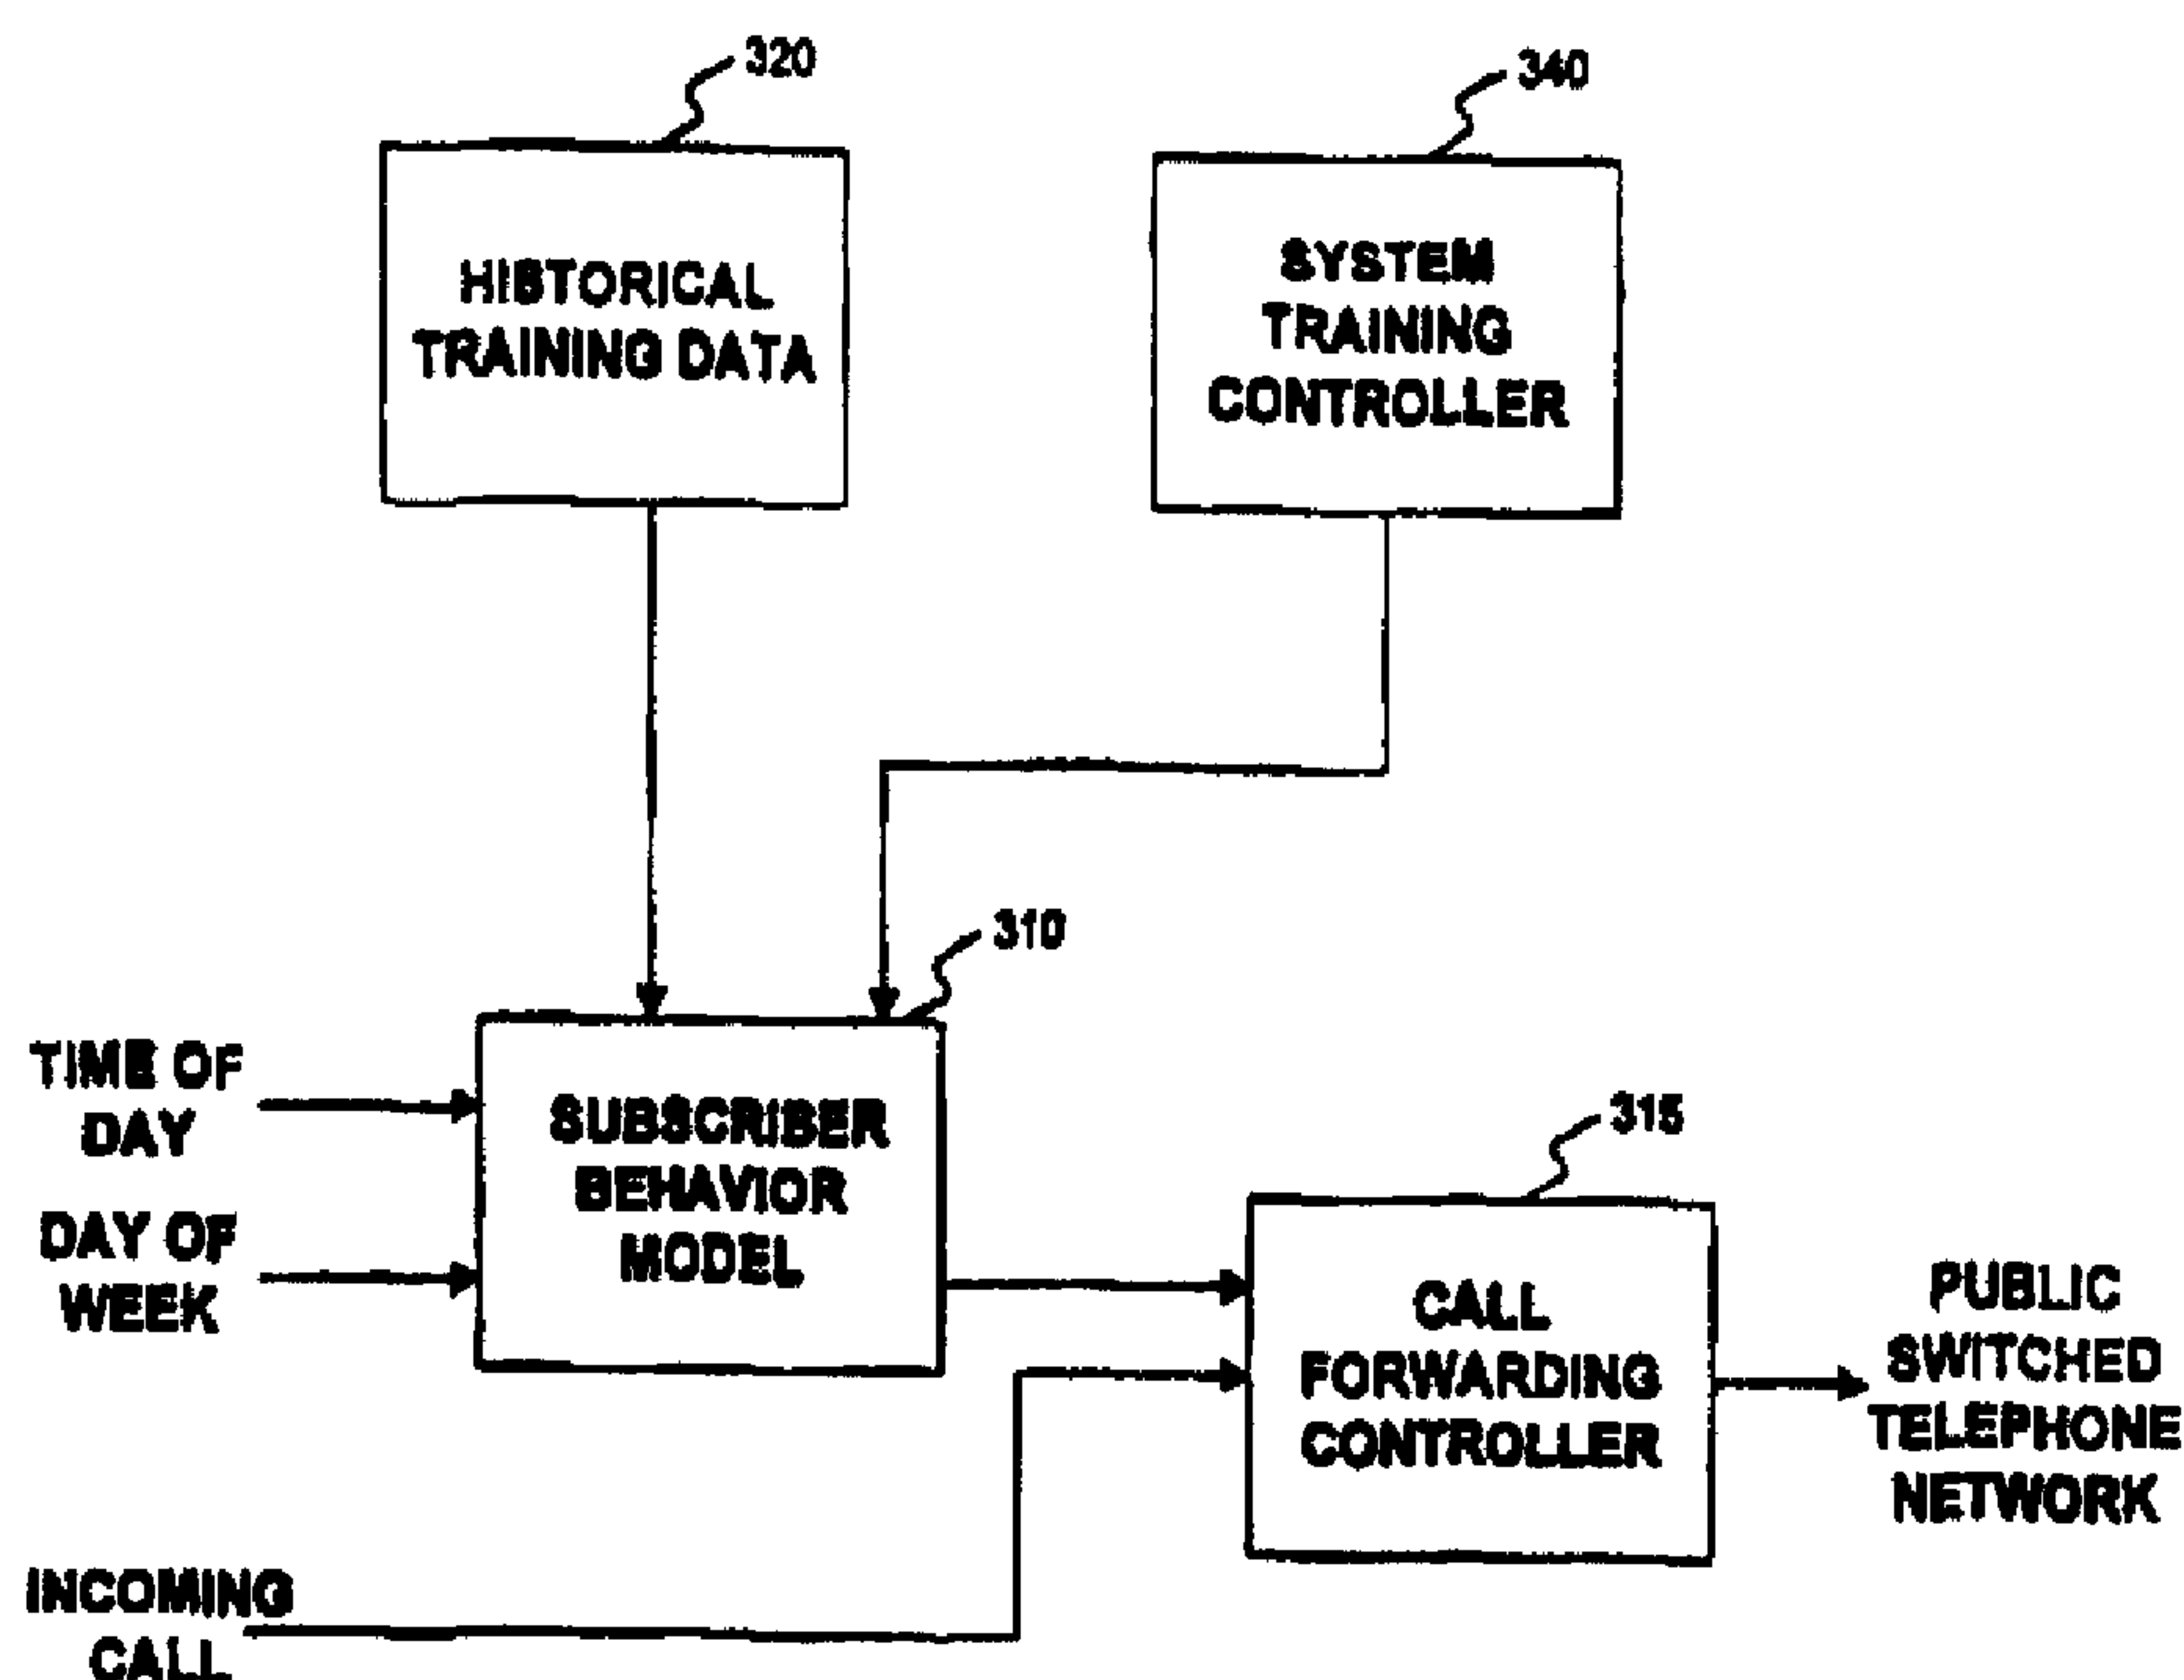 320
340
HISTORICAL
TRAINING DATA
SYSTEM
TRAINING
CONTROLLER
310
TIME OF
DAY
SUBSCRIBER
BEHAVIOR
MODEL
DAY OF
WEEK
315
CALL
FORWARDING
CONTROLLER
PUBLIC
SWITCHED
TELEPHONE
NETWORK
INCOMING
CALL